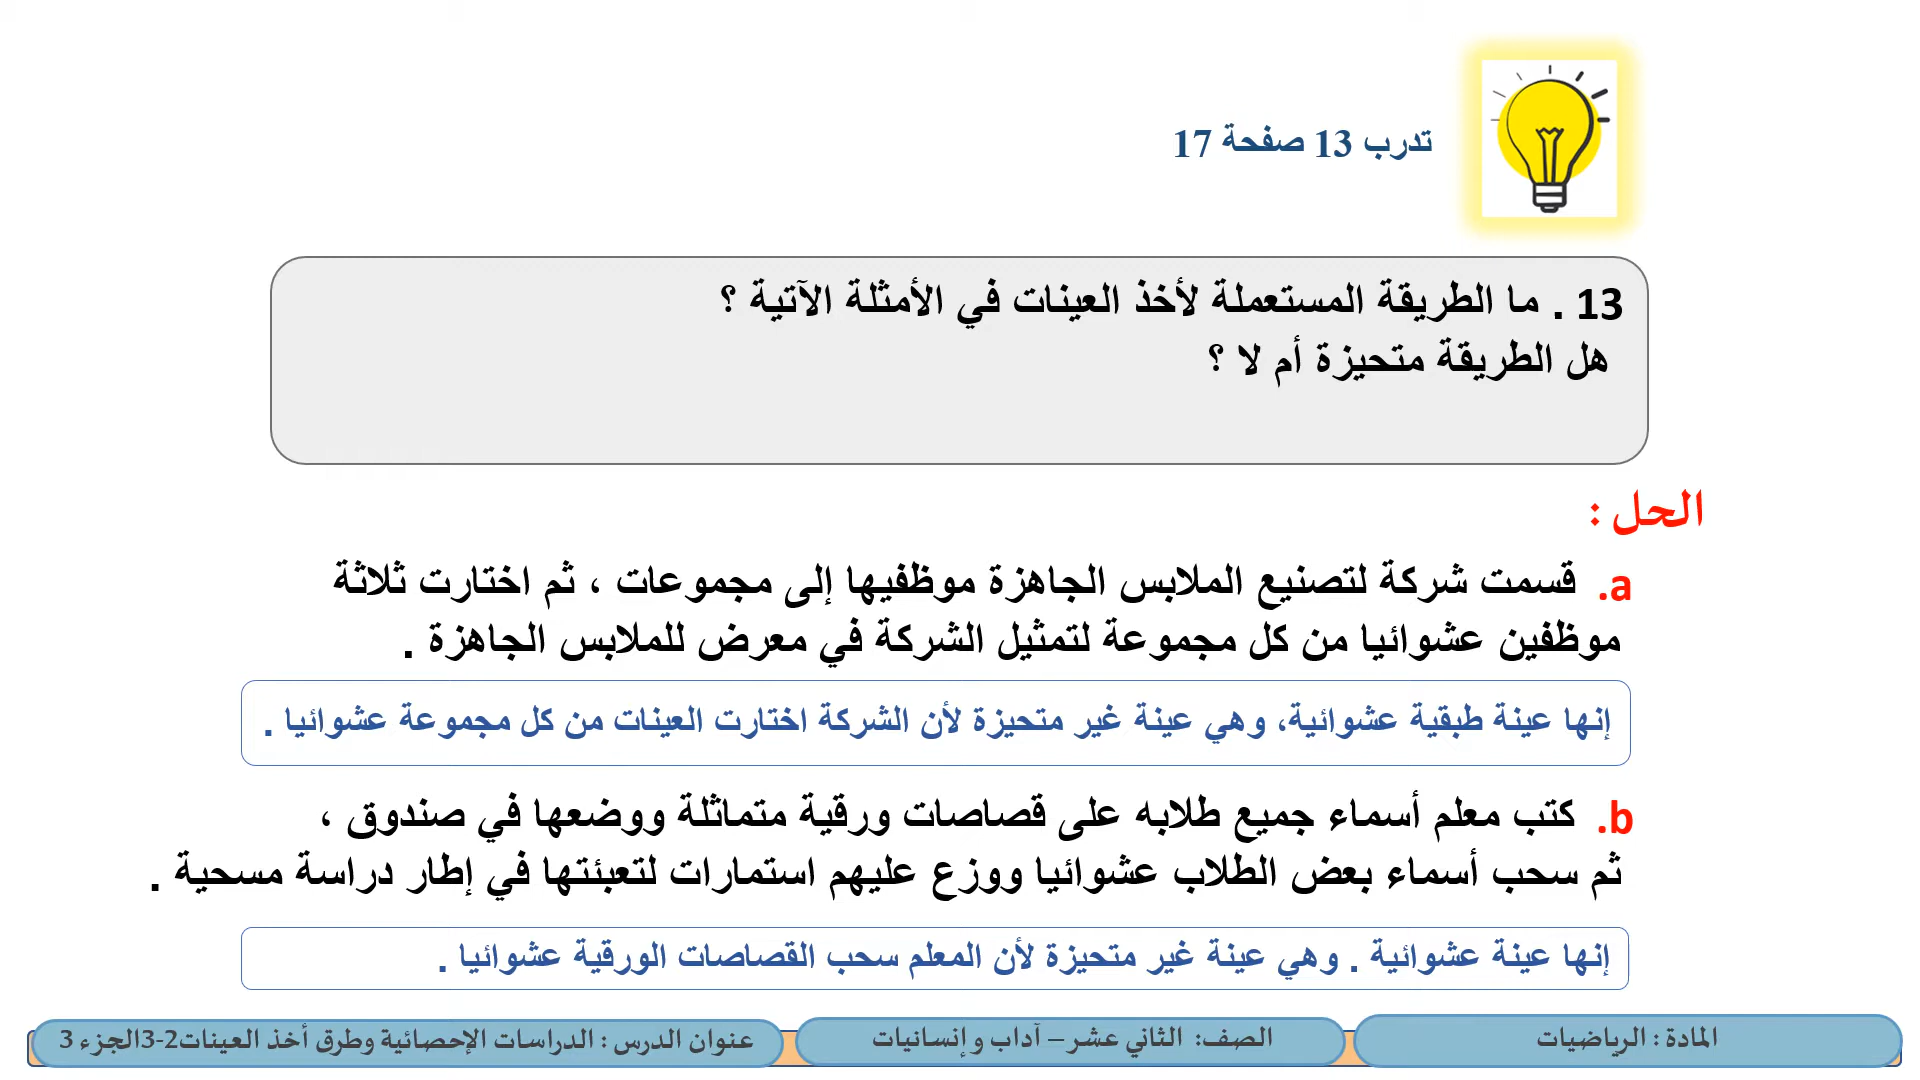 تدرب 13 صفحة 17
13 . ما الطريقة المستعملة لأخذ العينات في الأمثلة الآتية ؟
هل الطريقة متحيزة أم لا ؟
الحل :
a. قسمت شركة لتصنيع الملابس الجاهزة موظفيها إلى مجموعات ، ثم اختارت ثلاثة
موظفين عشوائيا من كل مجموعة لتمثيل الشركة في معرض للملابس الجاهزة .
إنها عينة طبقية عشوائية، وهي عينة غير متحيزة لأن الشركة اختارت العينات من كل مجموعة عشوائيا .
b. كتب معلم أسماء جميع طلابه على قصاصات ورقية متماثلة ووضعها في صندوق ،
ثم سحب أسماء بعض الطلاب عشوائيا ووزع عليهم استمارات لتعبئتها في إطار دراسة مسحية .
إنها عينة عشوائية . وهي عينة غير متحيزة لأن المعلم سحب القصاصات الورقية عشوائيا .
المادة : الرياضيات
الصف: الثاني عشر – آداب وإنسانيات
عنوان الدرس : الدراسات الإحصائية وطرق أخذ العينات2-3الجزء 3